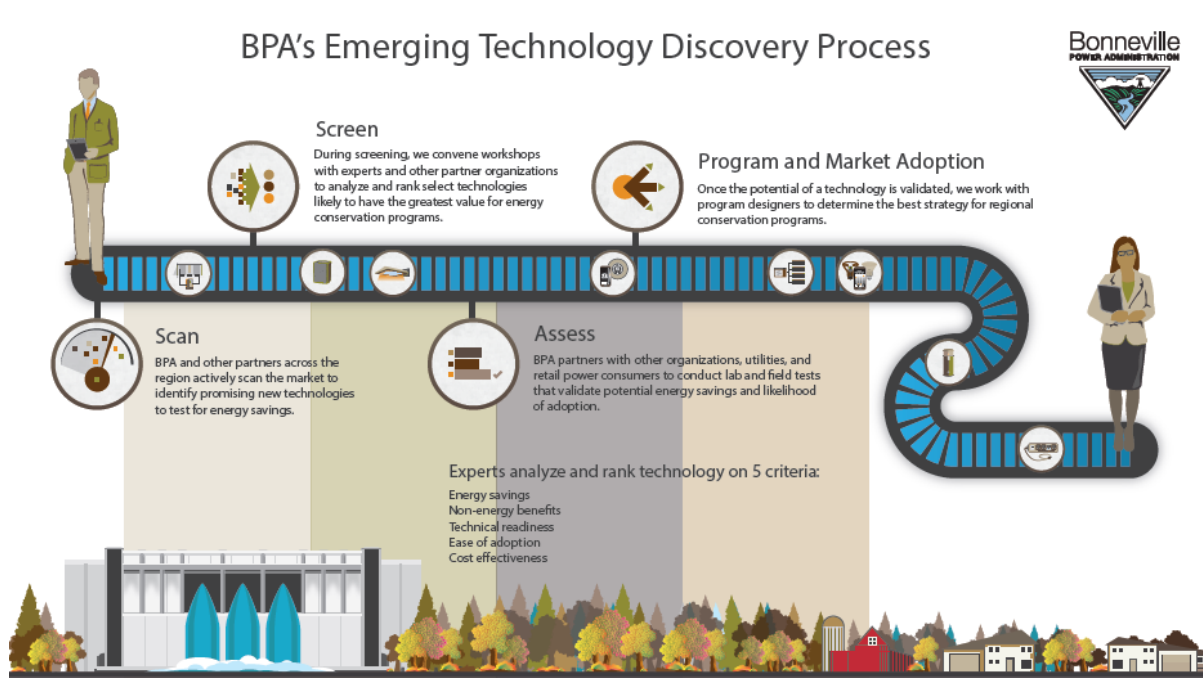 BPA's Emerging Technology Discovery Process
Bonneville
POWER ADMINISTRATION
Screen
During screening, we convene workshops
with experts and other partner organizations
to analyze and rank select technologies
likely to have the greatest value for energy
conservation programs.
Program and Market Adoption
Once the potential of a technology is validated, we work with
program designers to determine the best strategy for regional
conservation programs.
Scan
BPA and other partners across the
region actively scan the market to
identify promising new technologies
to test for energy savings.
Assess
BPA partners with other organizations, utilities, and
retail power consumers to conduct lab and field tests
that validate potential energy savings and likelihood
of adoption.
Experts analyze and rank technology on 5 criteria:
Energy savings
Non-energy benefits
Technical readiness
Ease of adoption
Cost effectiveness